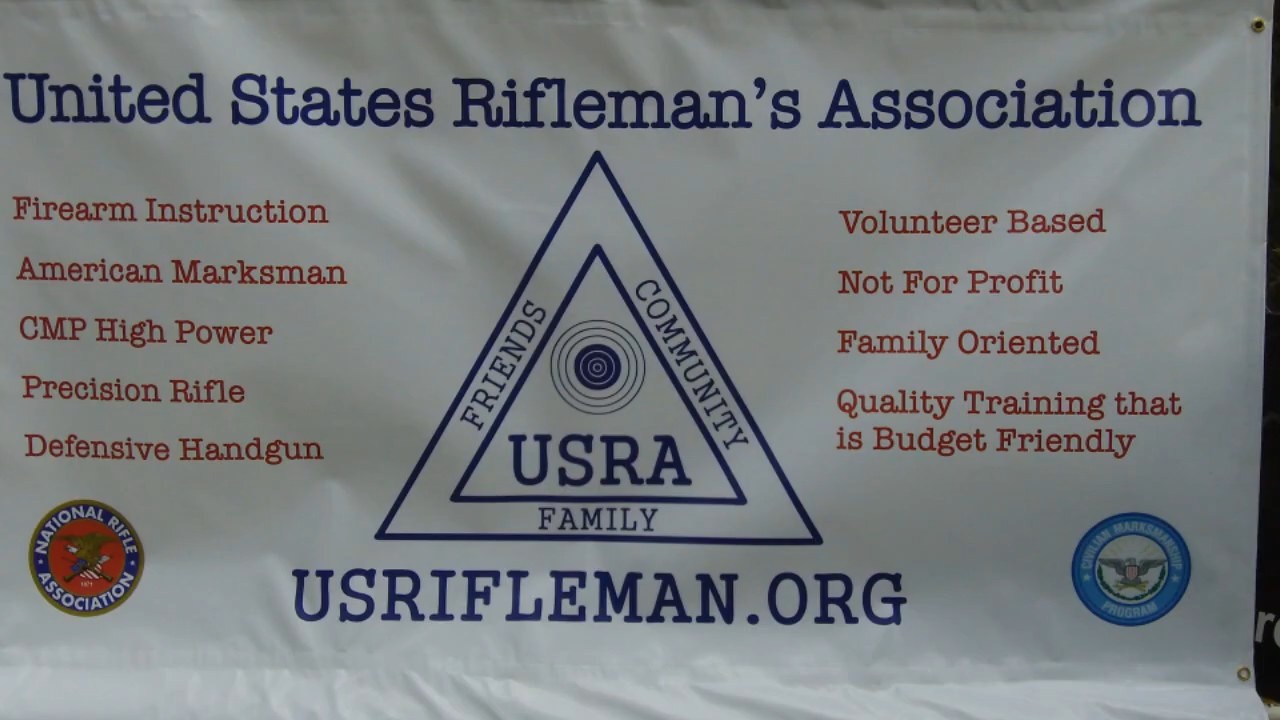 United States Rifleman's Association
Firearm Instruction
American Marksman
CMP High Power
Precision Rifle
Defensive Handgun
FRIENDS
COMMUNITY
USRA
FAMILY
Volunteer Based
Not For Profit
Family Oriented
Quality Training that
is Budget Friendly
NATIONAL RIFLE
ASSOCIATION
1871
CIVILIAN MARKSMANSHIP
PROGRAM
USRIFLEMAN.ORG